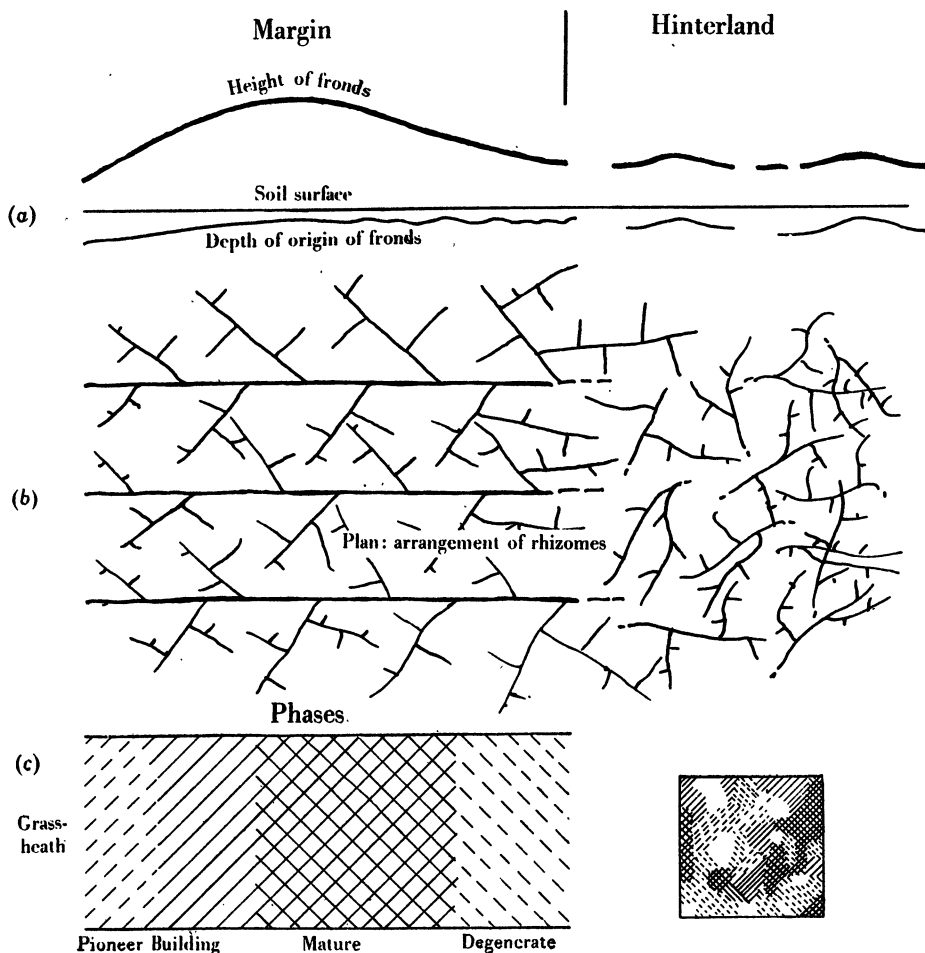 Margin
Hinterland
Height of fronds
Soil surface
(a)
Depth of origin of fronds
(b)
Plan: arrangement of rhizomes
Phases
(c)
Grass-
heath
Pioneer Building Mature Degenerate